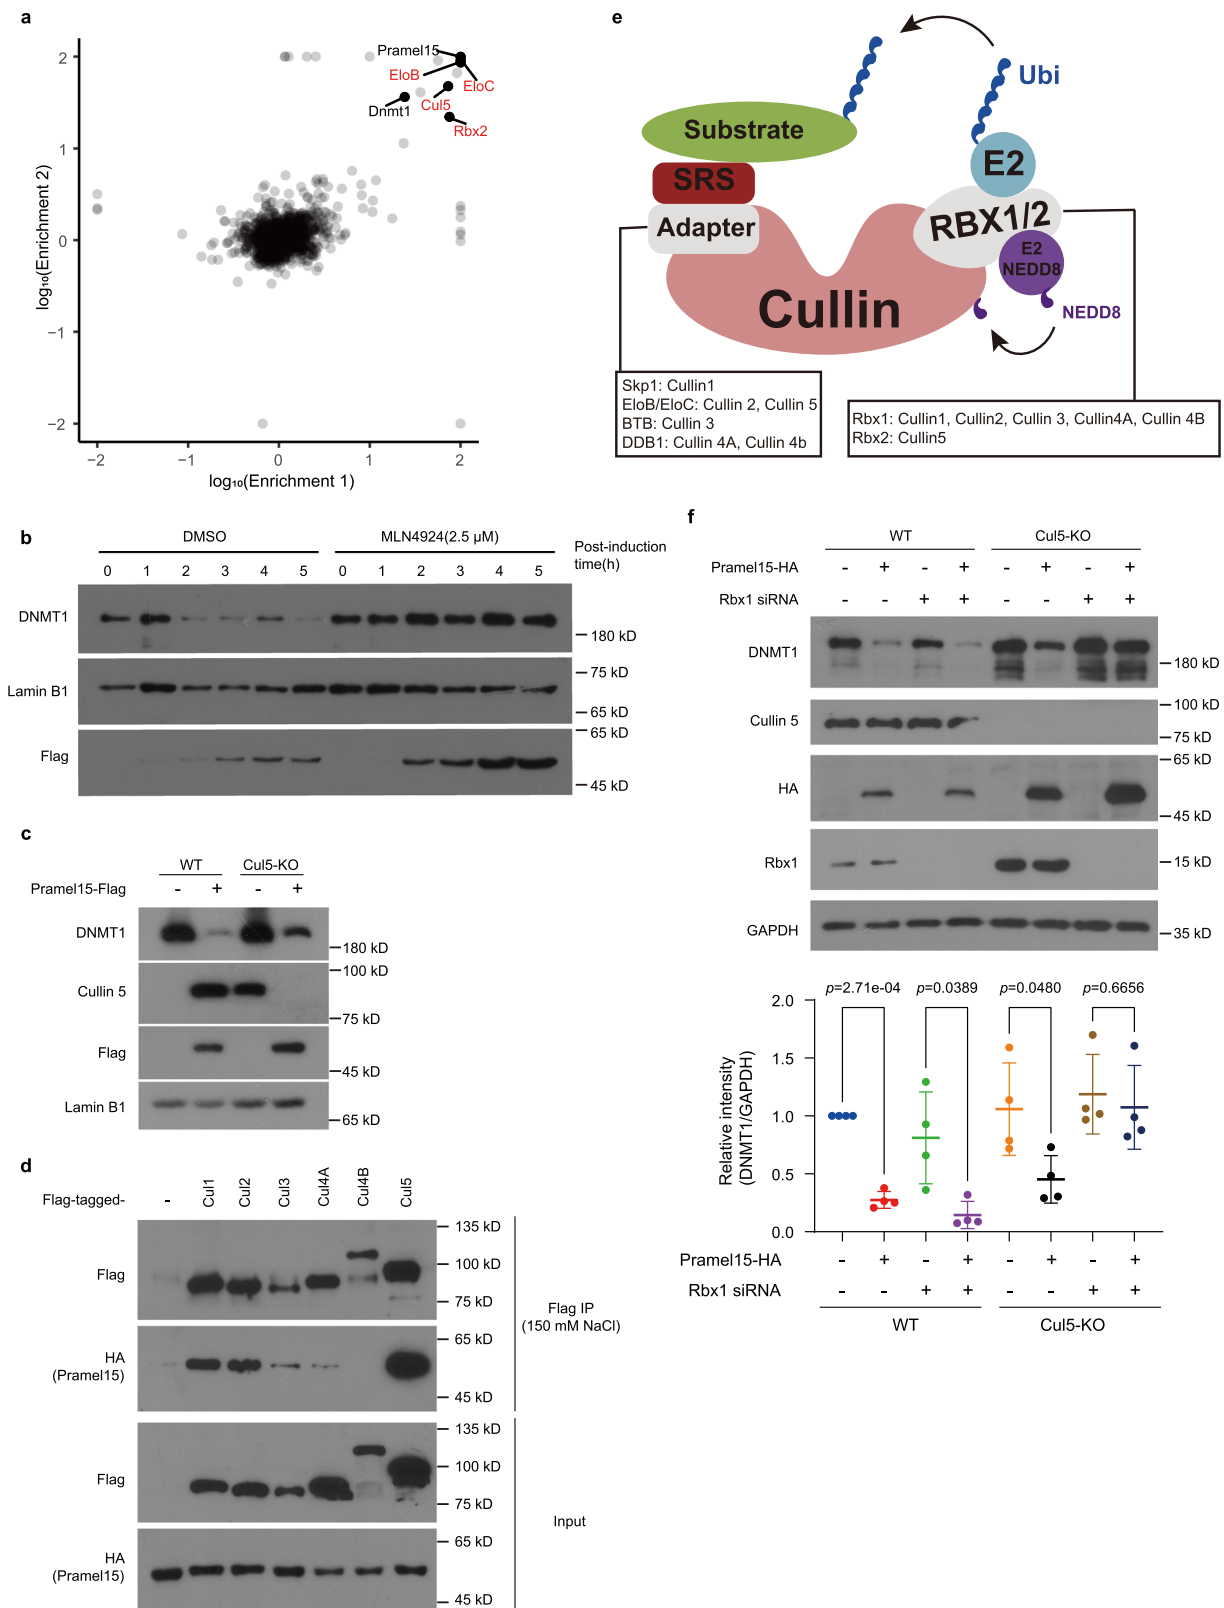 a
log₁₀(Enrichment 2)
2
1
0
−1
−2
−2
−1
0
1
2
log₁₀(Enrichment 1)
Pramel15
EloB
EloC
Cul5
Dnmt1
Rbx2
e
Ubi
Substrate
E2
SRS
RBX1/2
Adapter
E2
NEDD8
Cullin
NEDD8
Skp1: Cullin1
EloB/EloC: Cullin 2, Cullin 5
BTB: Cullin 3
DDB1: Cullin 4A, Cullin 4b
Rbx1: Cullin1, Cullin2, Cullin 3, Cullin4A, Cullin 4B
Rbx2: Cullin5
b
DMSO
MLN4924(2.5 µM)
Post-induction
time(h)
0 1 2 3 4 5 0 1 2 3 4 5
DNMT1
180 kD
75 kD
Lamin B1
65 kD
65 kD
Flag
45 kD
c
WT Cul5-KO
Pramel15-Flag - + - +
DNMT1
180 kD
100 kD
Cullin 5
75 kD
Flag
45 kD
Lamin B1
65 kD
d
Flag-tagged- - Cul1 Cul2 Cul3 Cul4A Cul4B Cul5
135 kD
Flag
100 kD
75 kD
Flag IP
(150 mM NaCl)
65 kD
HA
(Pramel15)
45 kD
135 kD
Flag
100 kD
75 kD
Input
65 kD
HA
(Pramel15)
45 kD
f
WT Cul5-KO
Pramel15-HA - + - + - + - +
Rbx1 siRNA - - + + - - + +
DNMT1
180 kD
100 kD
Cullin 5
75 kD
65 kD
HA
45 kD
Rbx1
15 kD
GAPDH
35 kD
p=2.71e-04 p=0.0389 p=0.0480 p=0.6656
Relative intensity
(DNMT1/GAPDH)
2.0
1.5
1.0
0.5
0.0
Pramel15-HA - + - + - + - +
Rbx1 siRNA - - + + - - + +
WT Cul5-KO